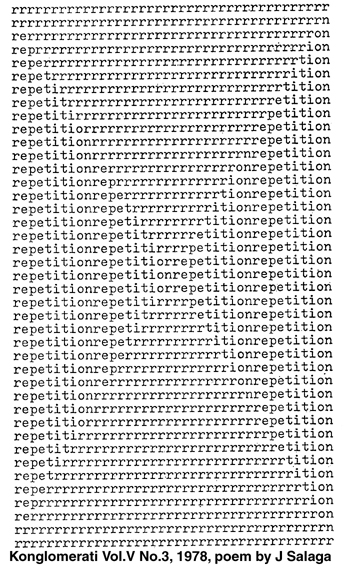 rrrrrrrrrrrrrrrrrrrrrrrrrrrrrrrrrrrrrrrr
rrrrrrrrrrrrrrrrrrrrrrrrrrrrrrrrrrrrrrrn
rerrrrrrrrrrrrrrrrrrrrrrrrrrrrrrrrrrrron
reprrrrrrrrrrrrrrrrrrrrrrrrrrrrrrrrrrion
reperrrrrrrrrrrrrrrrrrrrrrrrrrrrrrrrtion
repetrrrrrrrrrrrrrrrrrrrrrrrrrrrrrrition
repetirrrrrrrrrrrrrrrrrrrrrrrrrrrrtition
repetitrrrrrrrrrrrrrrrrrrrrrrrrrretition
repetitirrrrrrrrrrrrrrrrrrrrrrrrpetition
repetitiorrrrrrrrrrrrrrrrrrrrrrepetition
repetitionrrrrrrrrrrrrrrrrrrrrrepetition
repetitionrrrrrrrrrrrrrrrrrrrnrepetition
repetitionrerrrrrrrrrrrrrrrronrepetition
repetitionreprrrrrrrrrrrrrrionrepetition
repetitionreperrrrrrrrrrrrtionrepetition
repetitionrepetrrrrrrrrrritionrepetition
repetitionrepetirrrrrrrrtitionrepetition
repetitionrepetitrrrrrretitionrepetition
repetitionrepetitirrrrpetitionrepetition
repetitionrepetitiorrepetitionrepetition
repetitionrepetitionrepetitionrepetition
repetitionrepetitiorrepetitionrepetition
repetitionrepetitirrrrpetitionrepetition
repetitionrepetitrrrrrretitionrepetition
repetitionrepetirrrrrrrrtitionrepetition
repetitionrepetrrrrrrrrrritionrepetition
repetitionreperrrrrrrrrrrrtionrepetition
repetitionreprrrrrrrrrrrrrrionrepetition
repetitionrerrrrrrrrrrrrrrrronrepetition
repetitionrrrrrrrrrrrrrrrrrrrnrepetition
repetitionrrrrrrrrrrrrrrrrrrrrrepetition
repetitiorrrrrrrrrrrrrrrrrrrrrrepetition
repetitirrrrrrrrrrrrrrrrrrrrrrrrpetition
repetitrrrrrrrrrrrrrrrrrrrrrrrrrretition
repetirrrrrrrrrrrrrrrrrrrrrrrrrrrrtition
repetrrrrrrrrrrrrrrrrrrrrrrrrrrrrrrition
reperrrrrrrrrrrrrrrrrrrrrrrrrrrrrrrrtion
reprrrrrrrrrrrrrrrrrrrrrrrrrrrrrrrrrrion
rerrrrrrrrrrrrrrrrrrrrrrrrrrrrrrrrrrrron
rrrrrrrrrrrrrrrrrrrrrrrrrrrrrrrrrrrrrrrn
rrrrrrrrrrrrrrrrrrrrrrrrrrrrrrrrrrrrrrrr
Konglomerati Vol.V No.3, 1978, poem by J Salaga